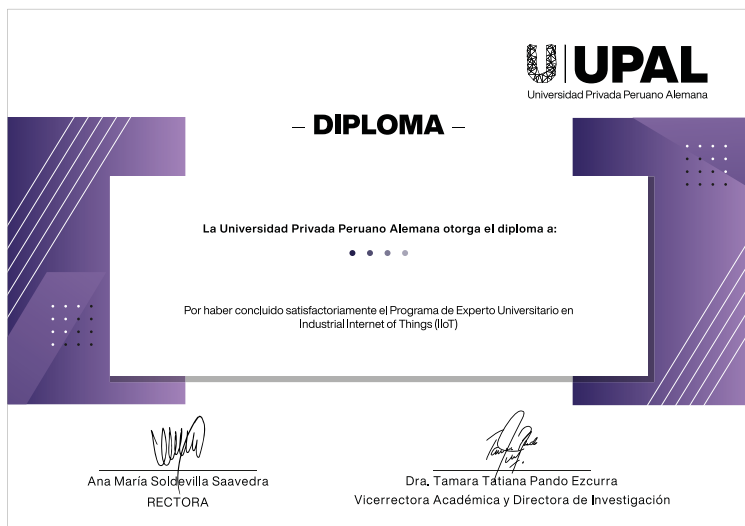 UPAL
Universidad Privada Peruano Alemana
– DIPLOMA –
La Universidad Privada Peruano Alemana otorga el diploma a:
Por haber concluido satisfactoriamente el Programa de Experto Universitario en
Industrial Internet of Things (IIoT)
Ana María Soldevilla Saavedra
RECTORA
Dra. Tamara Tatiana Pando Ezcurra
Vicerrectora Académica y Directora de Investigación